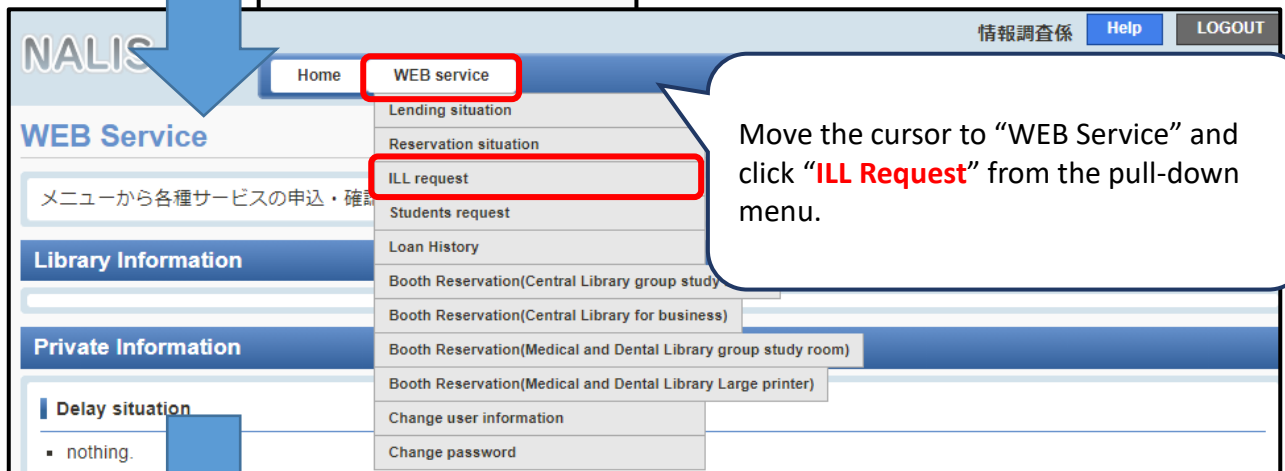 情報調査係 Help LOGOUT
NALIS
Home WEB service
Lending situation
WEB Service
Reservation situation
ILL request
メニューから各種サービスの申込・確
Students request
Loan History
Library Information
Booth Reservation(Central Library group study
Booth Reservation(Central Library for business)
Private Information
Booth Reservation(Medical and Dental Library group study room)
Booth Reservation(Medical and Dental Library Large printer)
Delay situation
Change user information
nothing.
Change password
Move the cursor to “WEB Service” and
click “ILL Request” from the pull-down
menu.